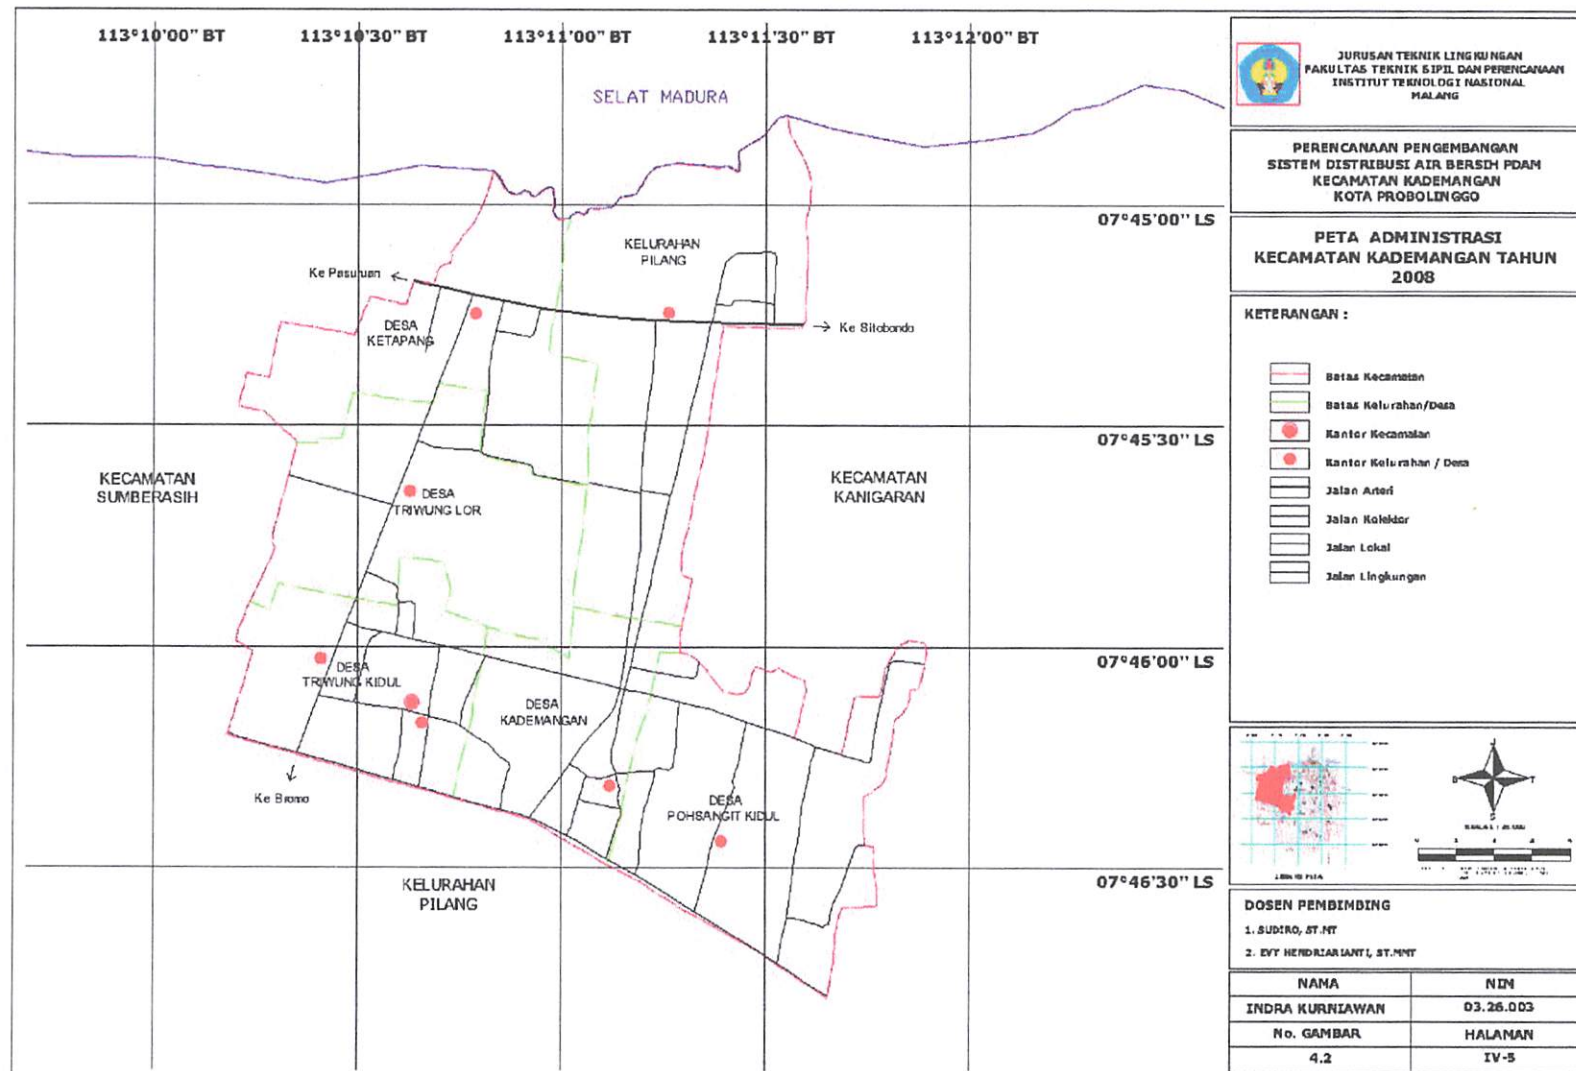 113°10'00" BT
113°10'30" BT
113°11'00" BT
113°11'30" BT
113°12'00" BT
SELAT MADURA
07°45'00" LS
KELURAHAN
PILANG
Ke Pasuruan
DESA
KETAPANG
Ke Sitobondo
07°45'30" LS
KECAMATAN
SUMBERASIH
KECAMATAN
KANIGARAN
DESA
TRIWUNG LOR
07°46'00" LS
DESA
TRIWUNG KIDUL
DESA
KADEMANGAN
Ke Bromo
DESA
POHSANGIT KIDUL
KELURAHAN
PILANG
07°46'30" LS
JURUSAN TEKNIK LINGKUNGAN
FAKULTAS TEKNIK SIPIL DAN PERENCANAAN
INSTITUT TEKNOLOGI NASIONAL
MALANG
PERENCANAAN PENGEMBANGAN
SISTEM DISTRIBUSI AIR BERSIH PDAM
KECAMATAN KADEMANGAN
KOTA PROBOLINGGO
PETA ADMINISTRASI
KECAMATAN KADEMANGAN TAHUN
2008
KETERANGAN :
Batas Kecamatan
Batas Kelurahan/Desa
Kantor Kecamatan
Kantor Kelurahan / Desa
Jalan Arteri
Jalan Kolektor
Jalan Lokal
Jalan Lingkungan
U
B
T
S
DOSEN PEMBIMBING
1. SUDIRO, ST.MT
2. EVY HENDRIARIANTI, ST.MMT
NAMA
NIM
INDRA KURNIAWAN
03.26.003
No. GAMBAR
HALAMAN
4.2
IV-5